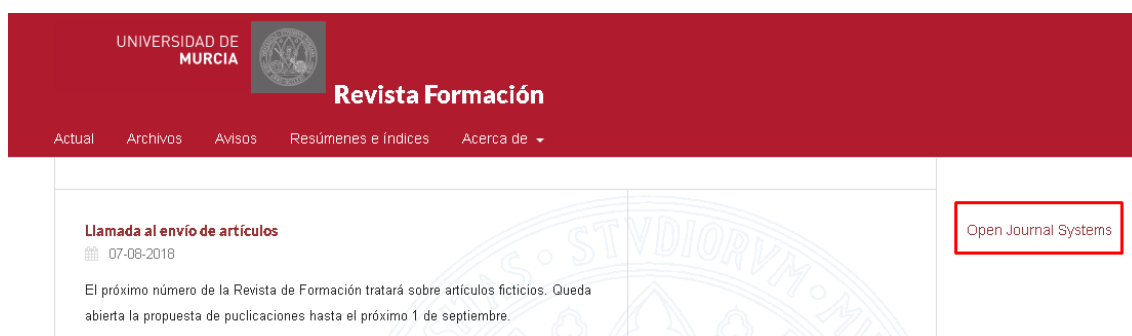 UNIVERSIDAD DE
MURCIA
Revista Formación
Actual Archivos Avisos Resúmenes e índices Acerca de
Llamada al envío de artículos
07-08-2018
El próximo número de la Revista de Formación tratará sobre artículos ficticios. Queda
abierta la propuesta de puclicaciones hasta el próximo 1 de septiembre.
Open Journal Systems
STVDIORVM